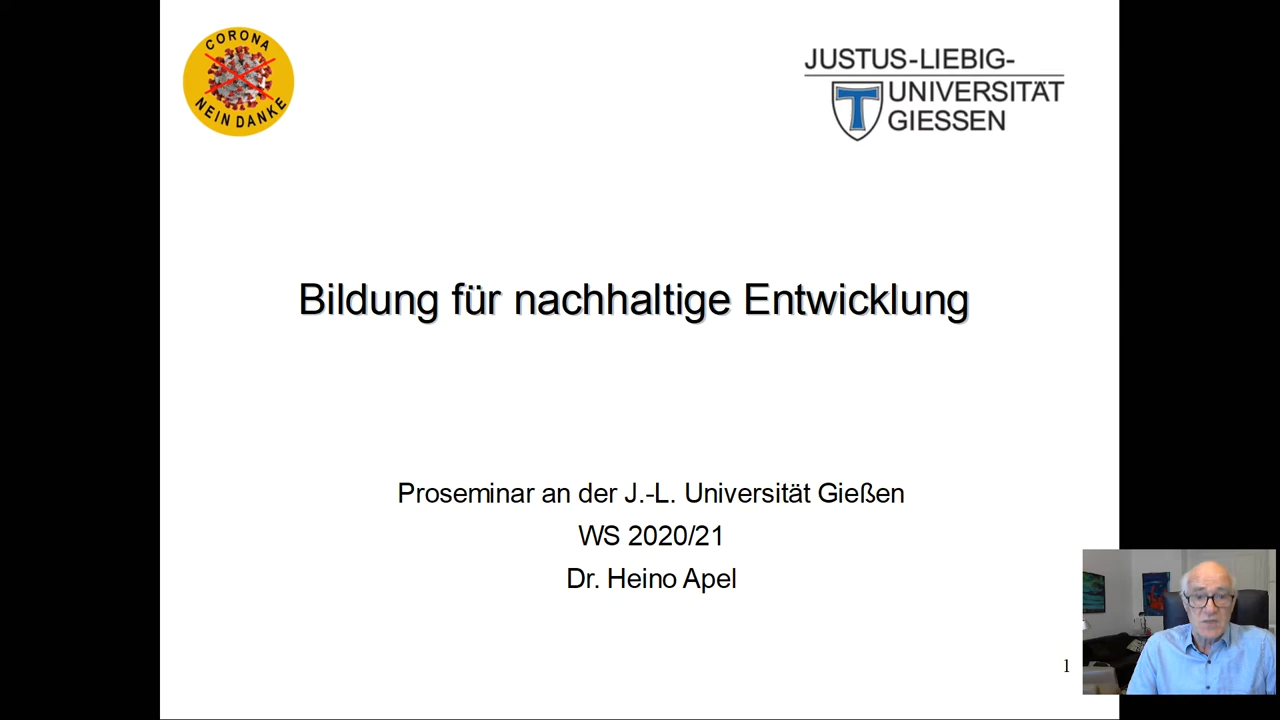 CORONA
NEIN DANKE
JUSTUS-LIEBIG-
UNIVERSITÄT
GIESSEN
Bildung für nachhaltige Entwicklung
Proseminar an der J.-L. Universität Gießen
WS 2020/21
Dr. Heino Apel
1